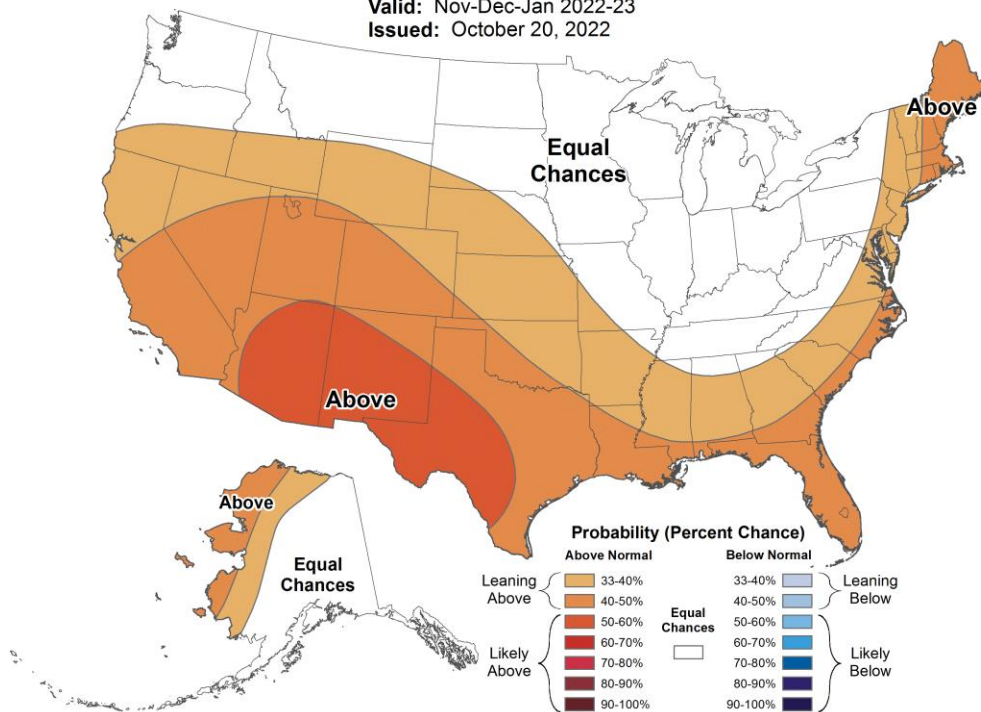 Valid: Nov-Dec-Jan 2022-23
Issued: October 20, 2022
Above
Equal
Chances
Above
Above
Equal
Chances
Probability (Percent Chance)
Above Normal
Below Normal
Leaning
Above
33-40%
40-50%
Likely
Above
50-60%
60-70%
70-80%
80-90%
90-100%
Equal
Chances
33-40%
40-50%
Leaning
Below
50-60%
60-70%
70-80%
80-90%
90-100%
Likely
Below